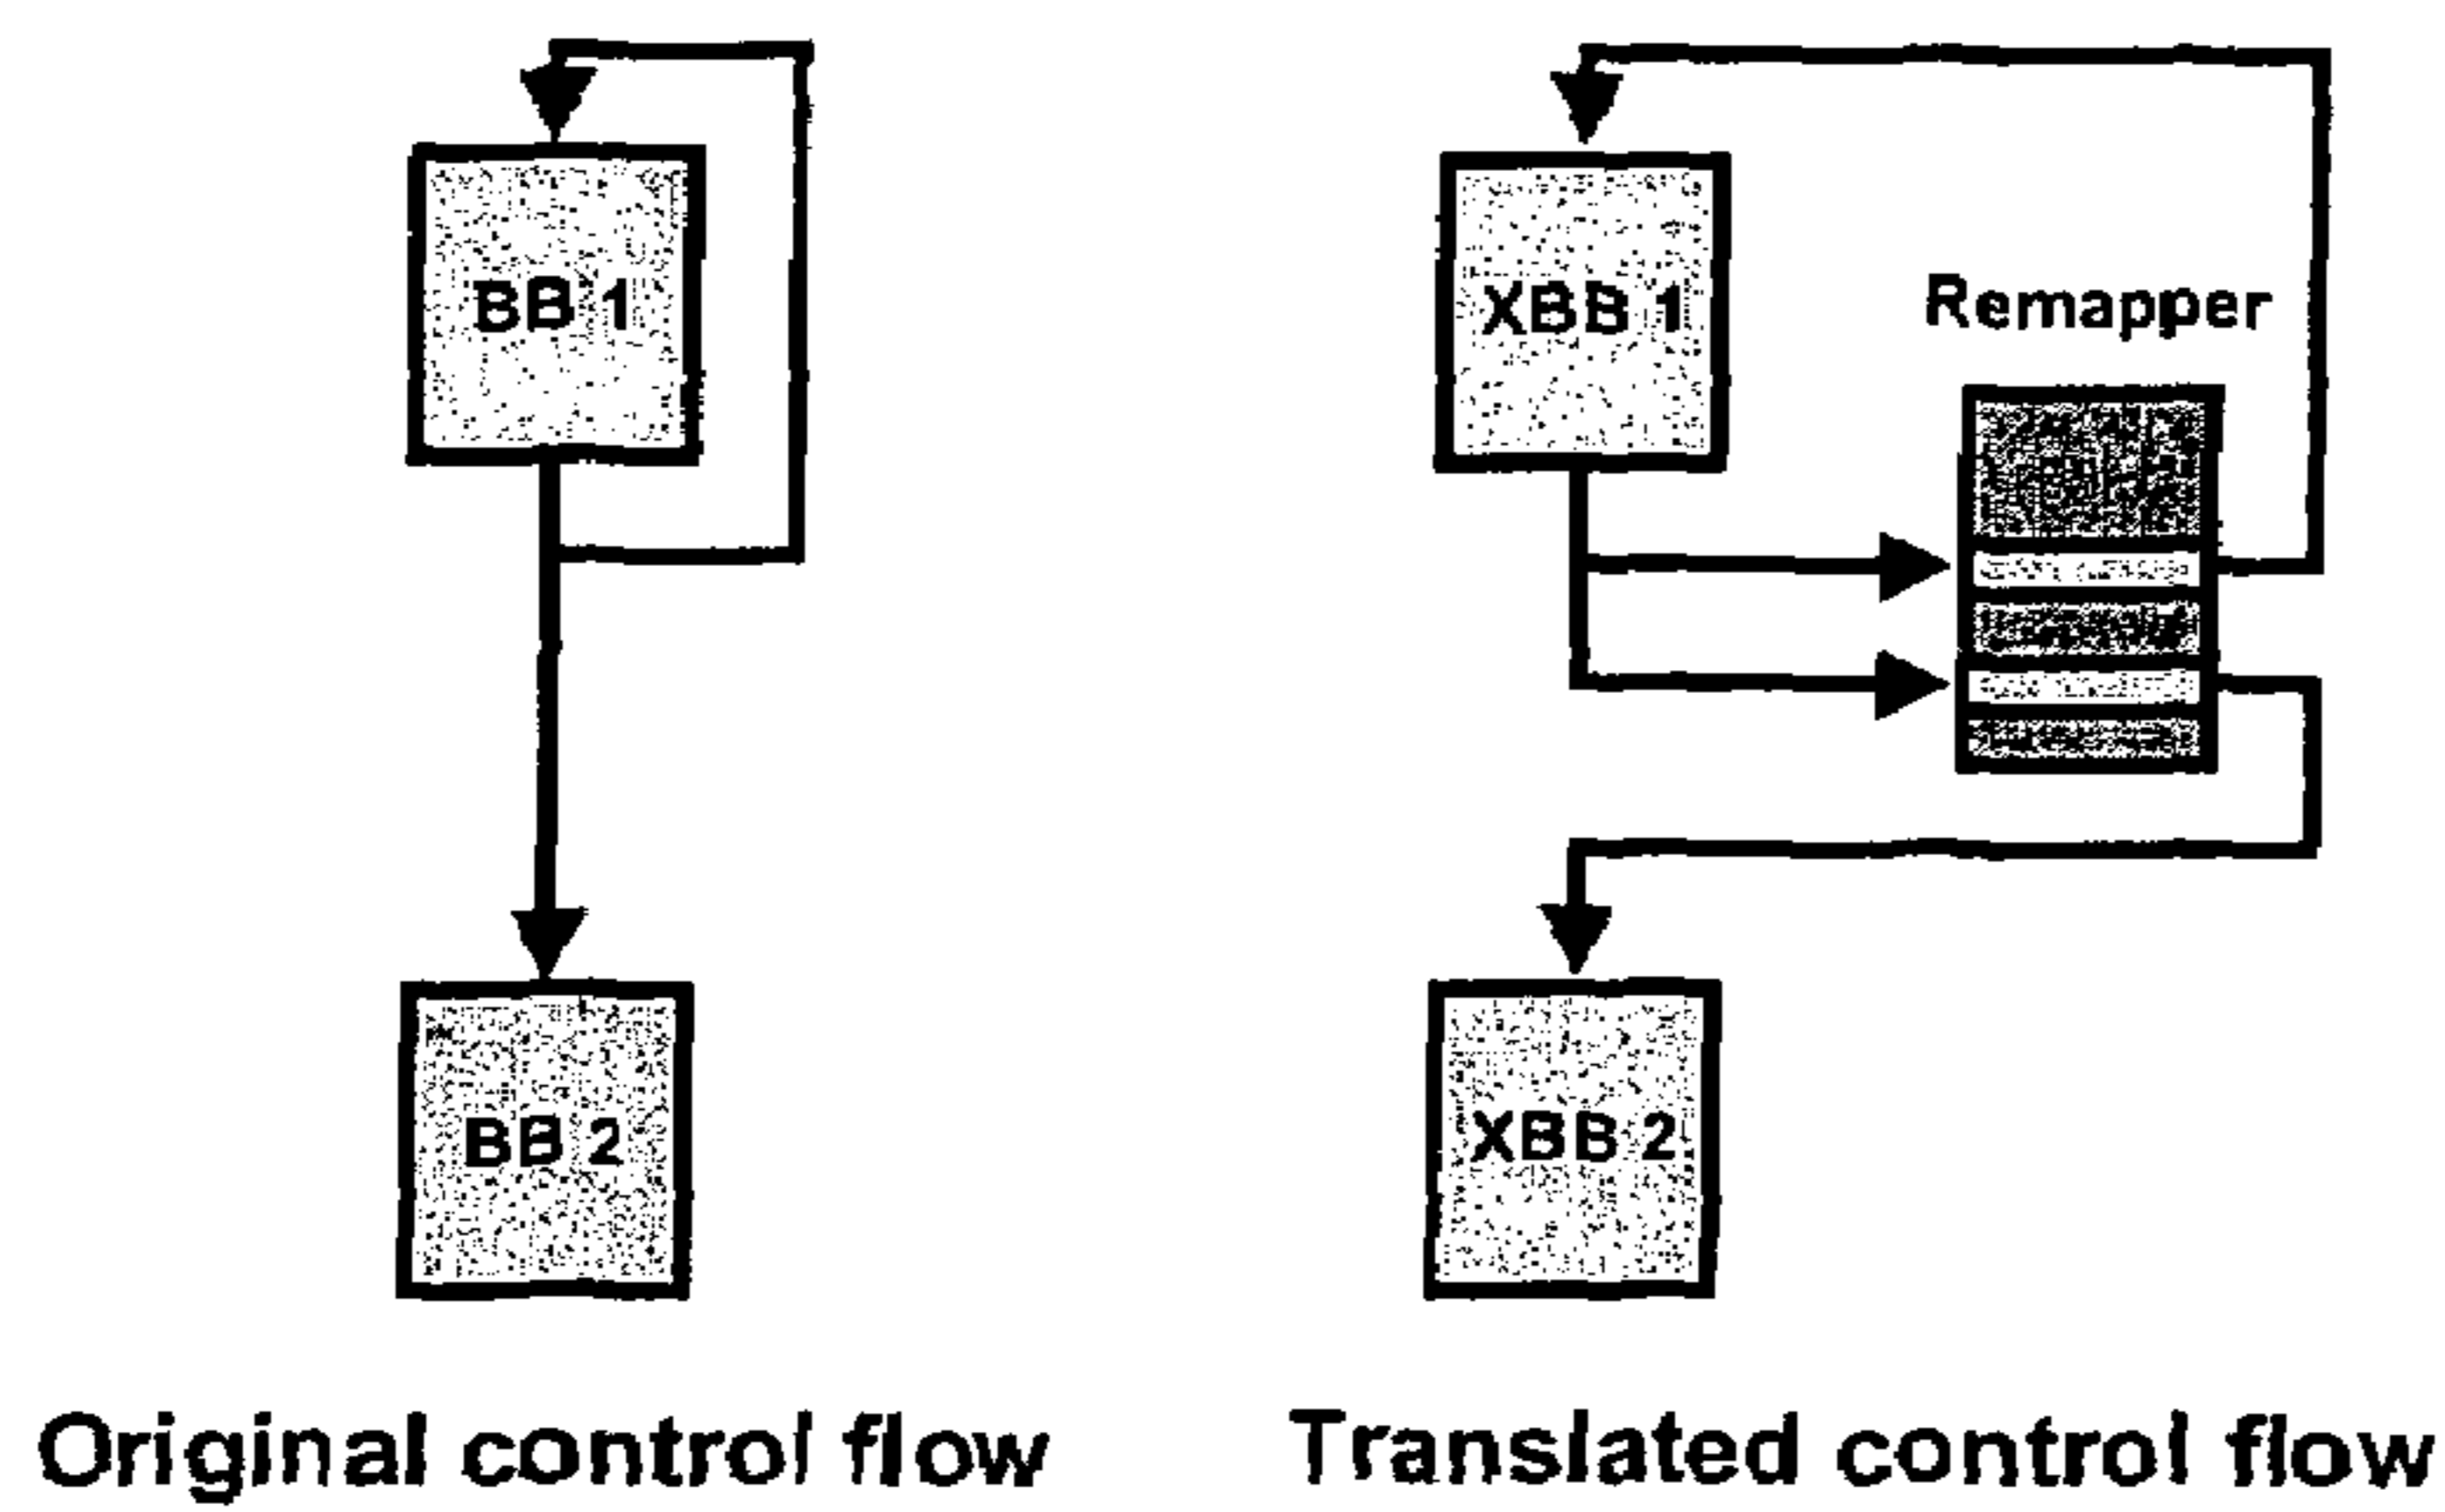 BB 1
XBB 1
Remapper
BB 2
XBB 2
Original control flow
Translated control flow